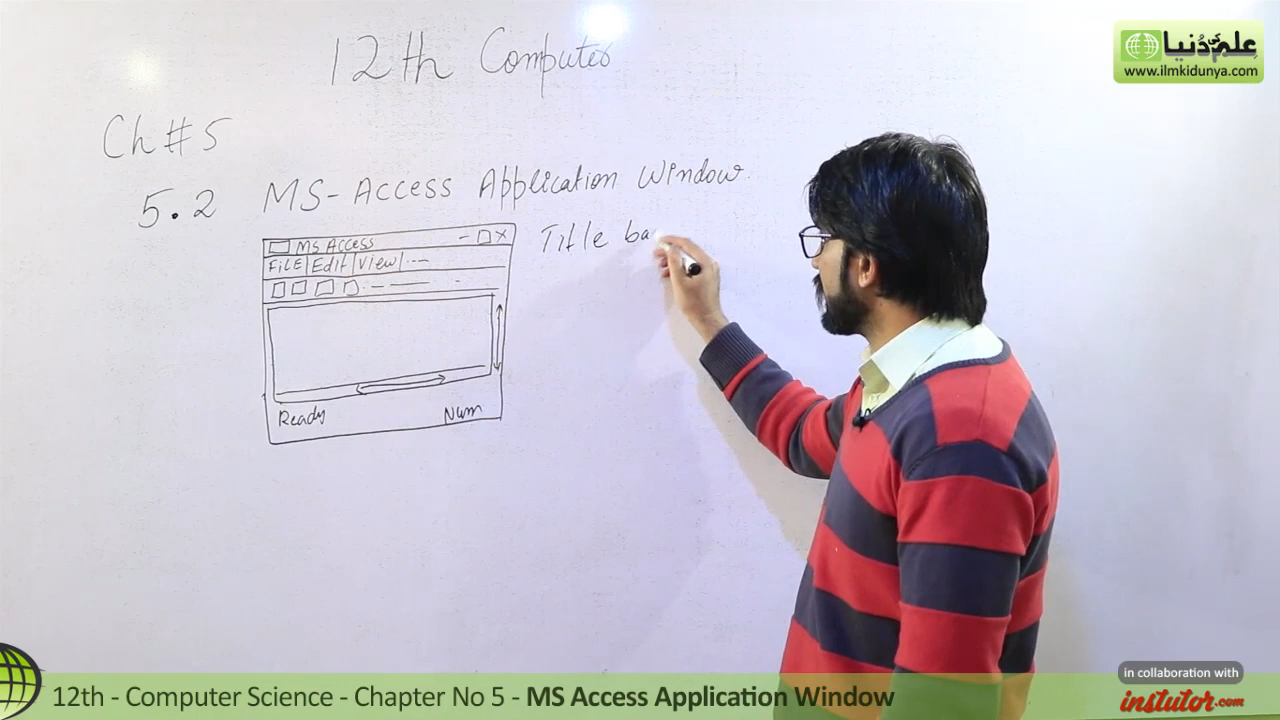 12th Computer
علم کی دُنیا
www.ilmkidunya.com
Ch # 5
5.2 MS-Access Application Window
Title ba
MS Access - X
File Edit View
Ready Num
in collaboration with
instutor.com
12th - Computer Science - Chapter No 5 - MS Access Application Window